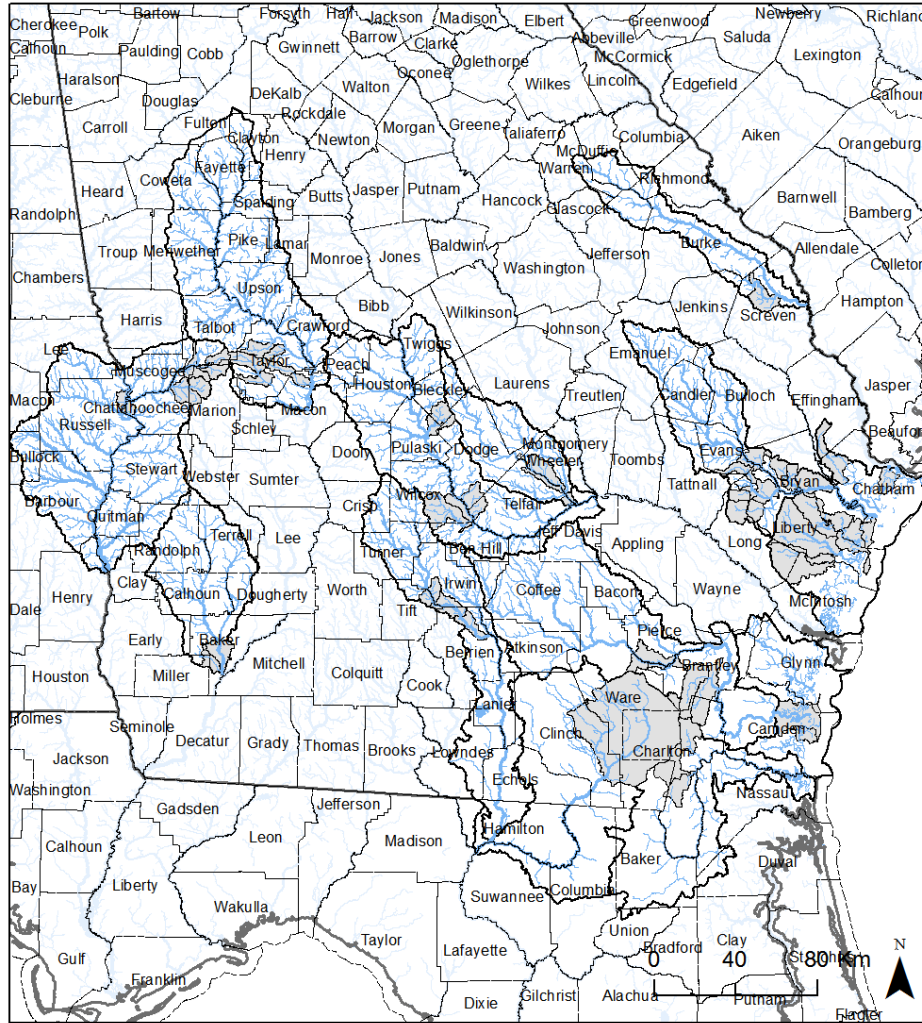 Cherokee
Polk
Bartow
Forsyth
Hall
Jackson
Madison
Elbert
Abbeville
Greenwood
Newberry
Richland
Calhoun
Paulding
Cobb
Gwinnett
Barrow
Clarke
Oglethorpe
McCormick
Saluda
Lexington
Haralson
Oconee
Wilkes
Lincoln
Edgefield
Calhoun
Cleburne
Douglas
DeKalb
Walton
Carroll
Fulton
Rockdale
Morgan
Greene
Taliaferro
Columbia
Aiken
Clayton
Henry
Newton
McDuffie
Orangeburg
Fayette
Warren
Richmond
Heard
Coweta
Spalding
Butts
Jasper
Putnam
Hancock
Glascock
Barnwell
Bamberg
Randolph
Troup
Meriwether
Pike
Lamar
Monroe
Jones
Baldwin
Washington
Jefferson
Burke
Allendale
Colleton
Chambers
Upson
Bibb
Wilkinson
Jenkins
Screven
Hampton
Harris
Talbot
Crawford
Twiggs
Johnson
Lee
Muscogee
Taylor
Peach
Houston
Bleckley
Laurens
Emanuel
Jasper
Macon
Chattahoochee
Marion
Macon
Treutlen
Candler
Bulloch
Effingham
Beaufort
Russell
Schley
Dooly
Pulaski
Dodge
Montgomery
Wheeler
Toombs
Evans
Bullock
Stewart
Webster
Sumter
Tattnall
Bryan
Chatham
Barbour
Quitman
Crisp
Wilcox
Telfair
Liberty
Randolph
Terrell
Lee
Turner
Ben Hill
Jeff Davis
Appling
Long
Clay
Calhoun
Dougherty
Worth
Tift
Irwin
Coffee
Bacon
Wayne
McIntosh
Dale
Henry
Early
Baker
Mitchell
Berrien
Atkinson
Pierce
Brantley
Glynn
Houston
Miller
Colquitt
Cook
Lanier
Ware
Holmes
Seminole
Decatur
Grady
Thomas
Brooks
Lowndes
Clinch
Charlton
Camden
Jackson
Echols
Washington
Gadsden
Jefferson
Nassau
Calhoun
Leon
Madison
Hamilton
Baker
Duval
Bay
Liberty
Wakulla
Suwannee
Columbia
Taylor
Lafayette
Union
Bradford
Clay
Gulf
Franklin
Dixie
Gilchrist
Alachua
Putnam
0 40 80 Km
N